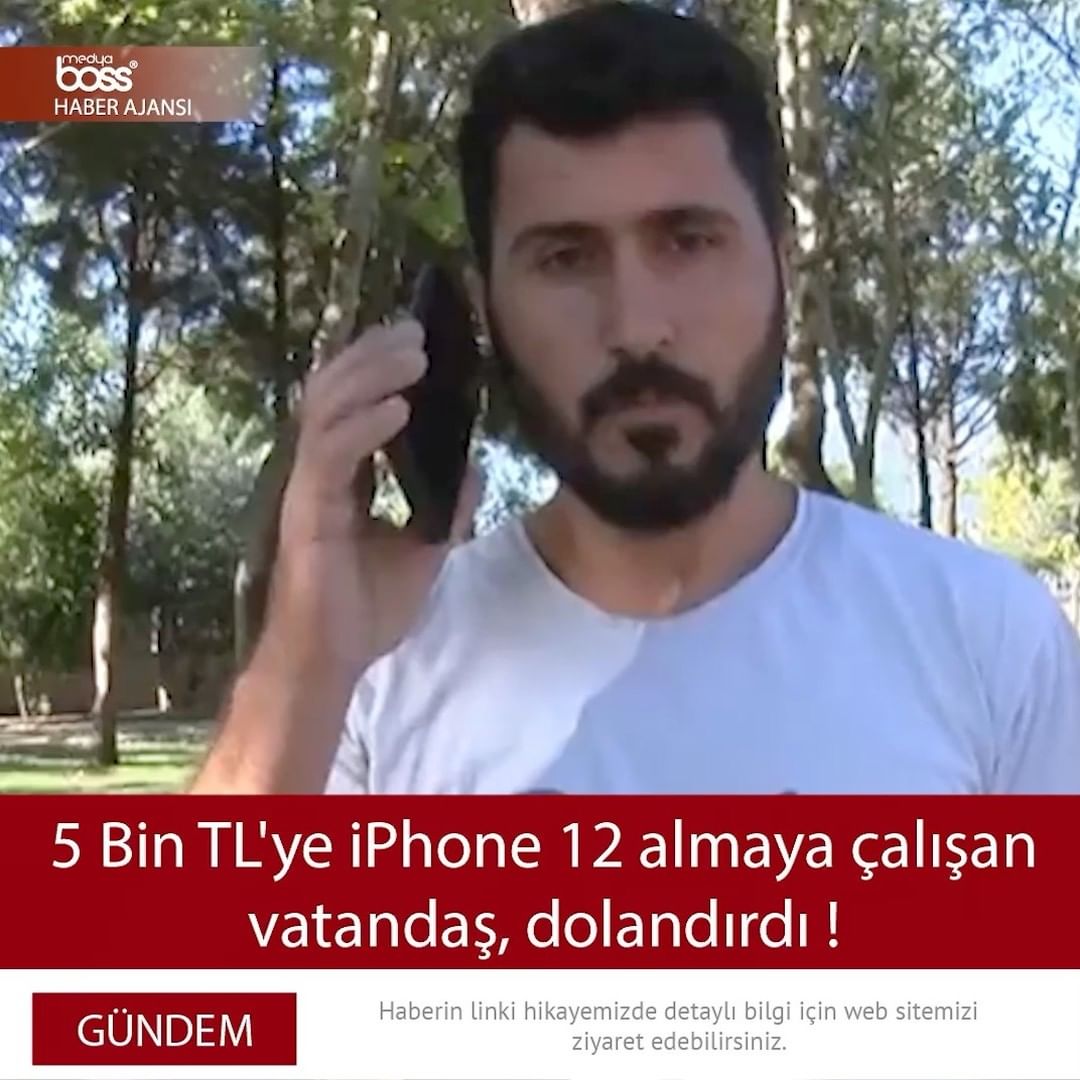 medya
boss®
HABER AJANSI
5 Bin TL'ye iPhone 12 almaya çalışan
vatandaş, dolandırdı !
GÜNDEM
Haberin linki hikayemizde detaylı bilgi için web sitemizi
ziyaret edebilirsiniz.